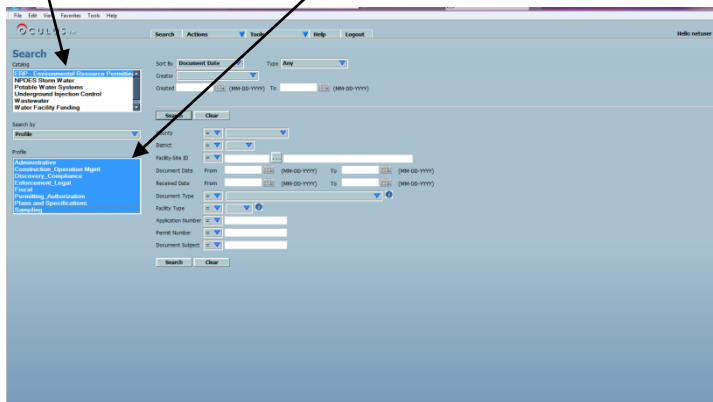 File Edit View Favorites Tools Help
OCULUS
Search Actions Tools Help Logout
Hello netuser
Search
Catalog
ERP : Environmental Resource Permitting
NPDES Storm Water
Potable Water Systems
Underground Injection Control
Wastewater
Water Facility Funding
Search by
Profile
Profile
Administrative
Construction_Operation Mgmt
Discovery_Compliance
Enforcement_Legal
Fiscal
Permitting_Authorization
Plans and Specifications
Sampling
Sort By Document Date Type Any
Creator
Created (MM-DD-YYYY) To (MM-DD-YYYY)
Search Clear
County =
District =
Facility-Site ID = ...
Document Date From (MM-DD-YYYY) To (MM-DD-YYYY)
Received Date From (MM-DD-YYYY) To (MM-DD-YYYY)
Document Type =
Facility Type =
Application Number =
Permit Number =
Document Subject =
Search Clear